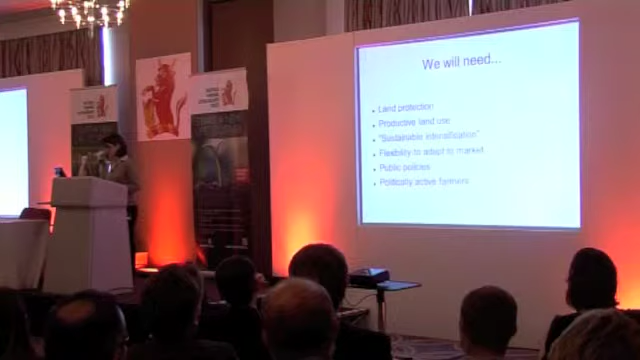 We will need...
Land protection
Productive land use
"Sustainable intensification"
Flexibility to adapt to market
Public policies
Politically active farmers